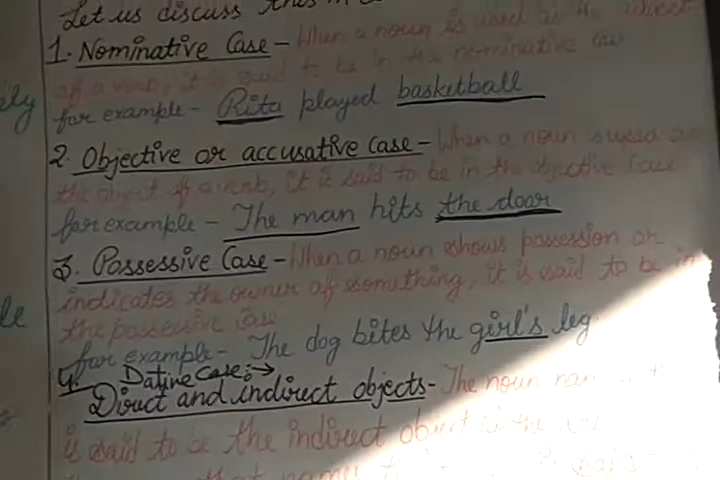 Let us discuss this in
1. Nominative Case - When a noun is used as the subject
of a verb, it is said to be in the nominative case
for example - Rita played basketball
2. Objective or accusative case - When a noun is used as
the object of a verb, it is said to be in the objective case
for example - The man hits the door
3. Possessive Case - When a noun shows possession or
indicates the owner of something, it is said to be in
the possessive case
for example - The dog bites the girl's leg
4. Dative case :->
Direct and indirect objects - The noun
is said to be the indirect object
that